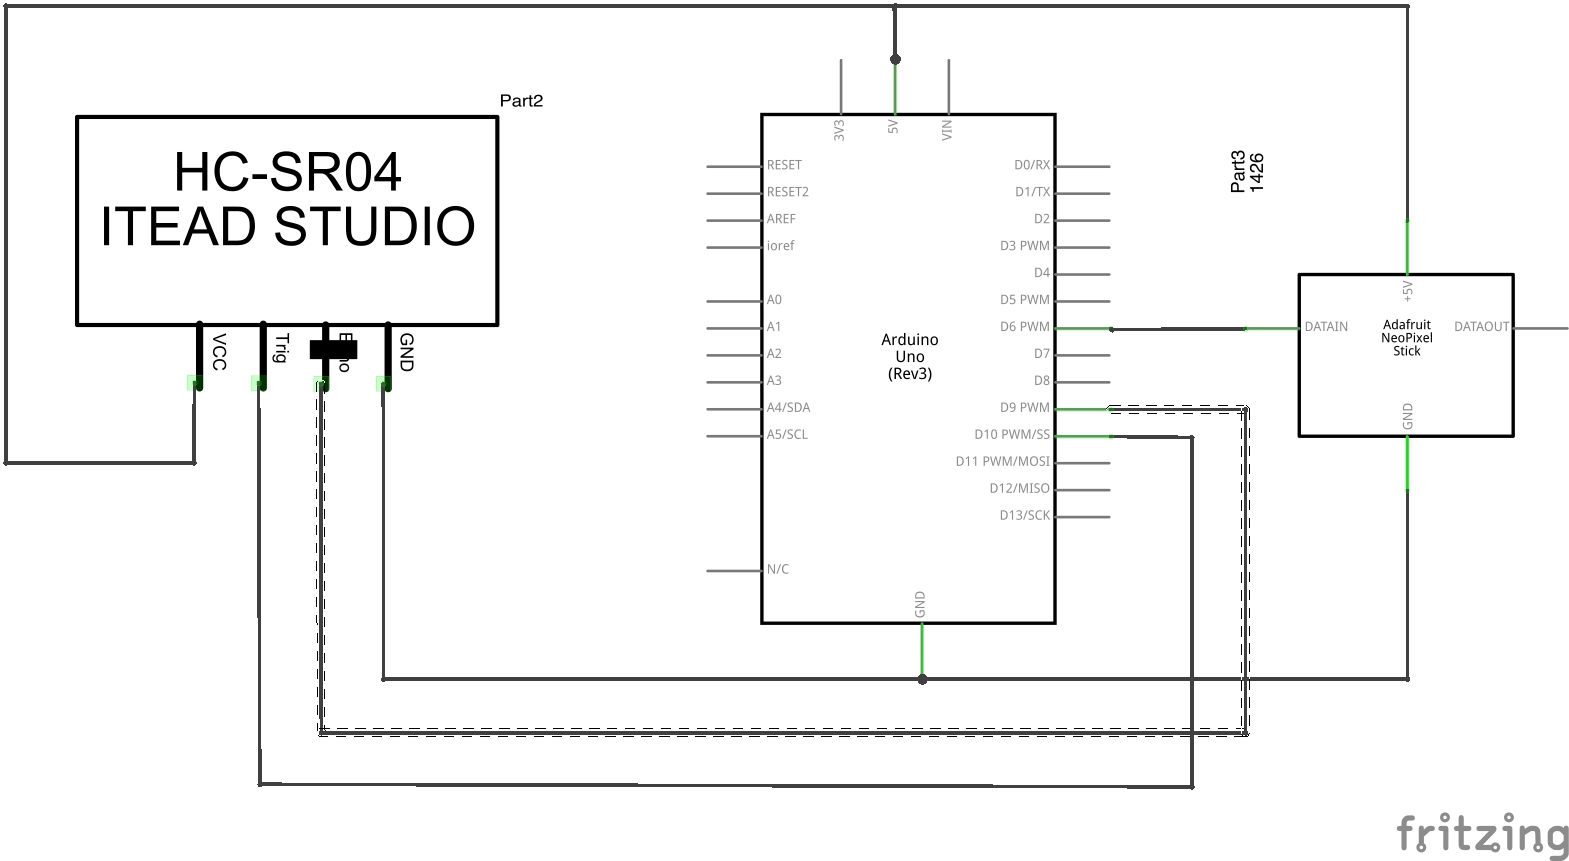 Part2
HC-SR04
ITEAD STUDIO
VCC
Trig
GND
3V3
5V
VIN
RESET
RESET2
AREF
ioref
A0
A1
A2
A3
A4/SDA
A5/SCL
N/C
Arduino
Uno
(Rev3)
D0/RX
D1/TX
D2
D3 PWM
D4
D5 PWM
D6 PWM
D7
D8
D9 PWM
D10 PWM/SS
D11 PWM/MOSI
D12/MISO
D13/SCK
GND
Part3
1426
+5V
DATAIN
Adafruit
NeoPixel
Stick
DATAOUT
GND
fritzing